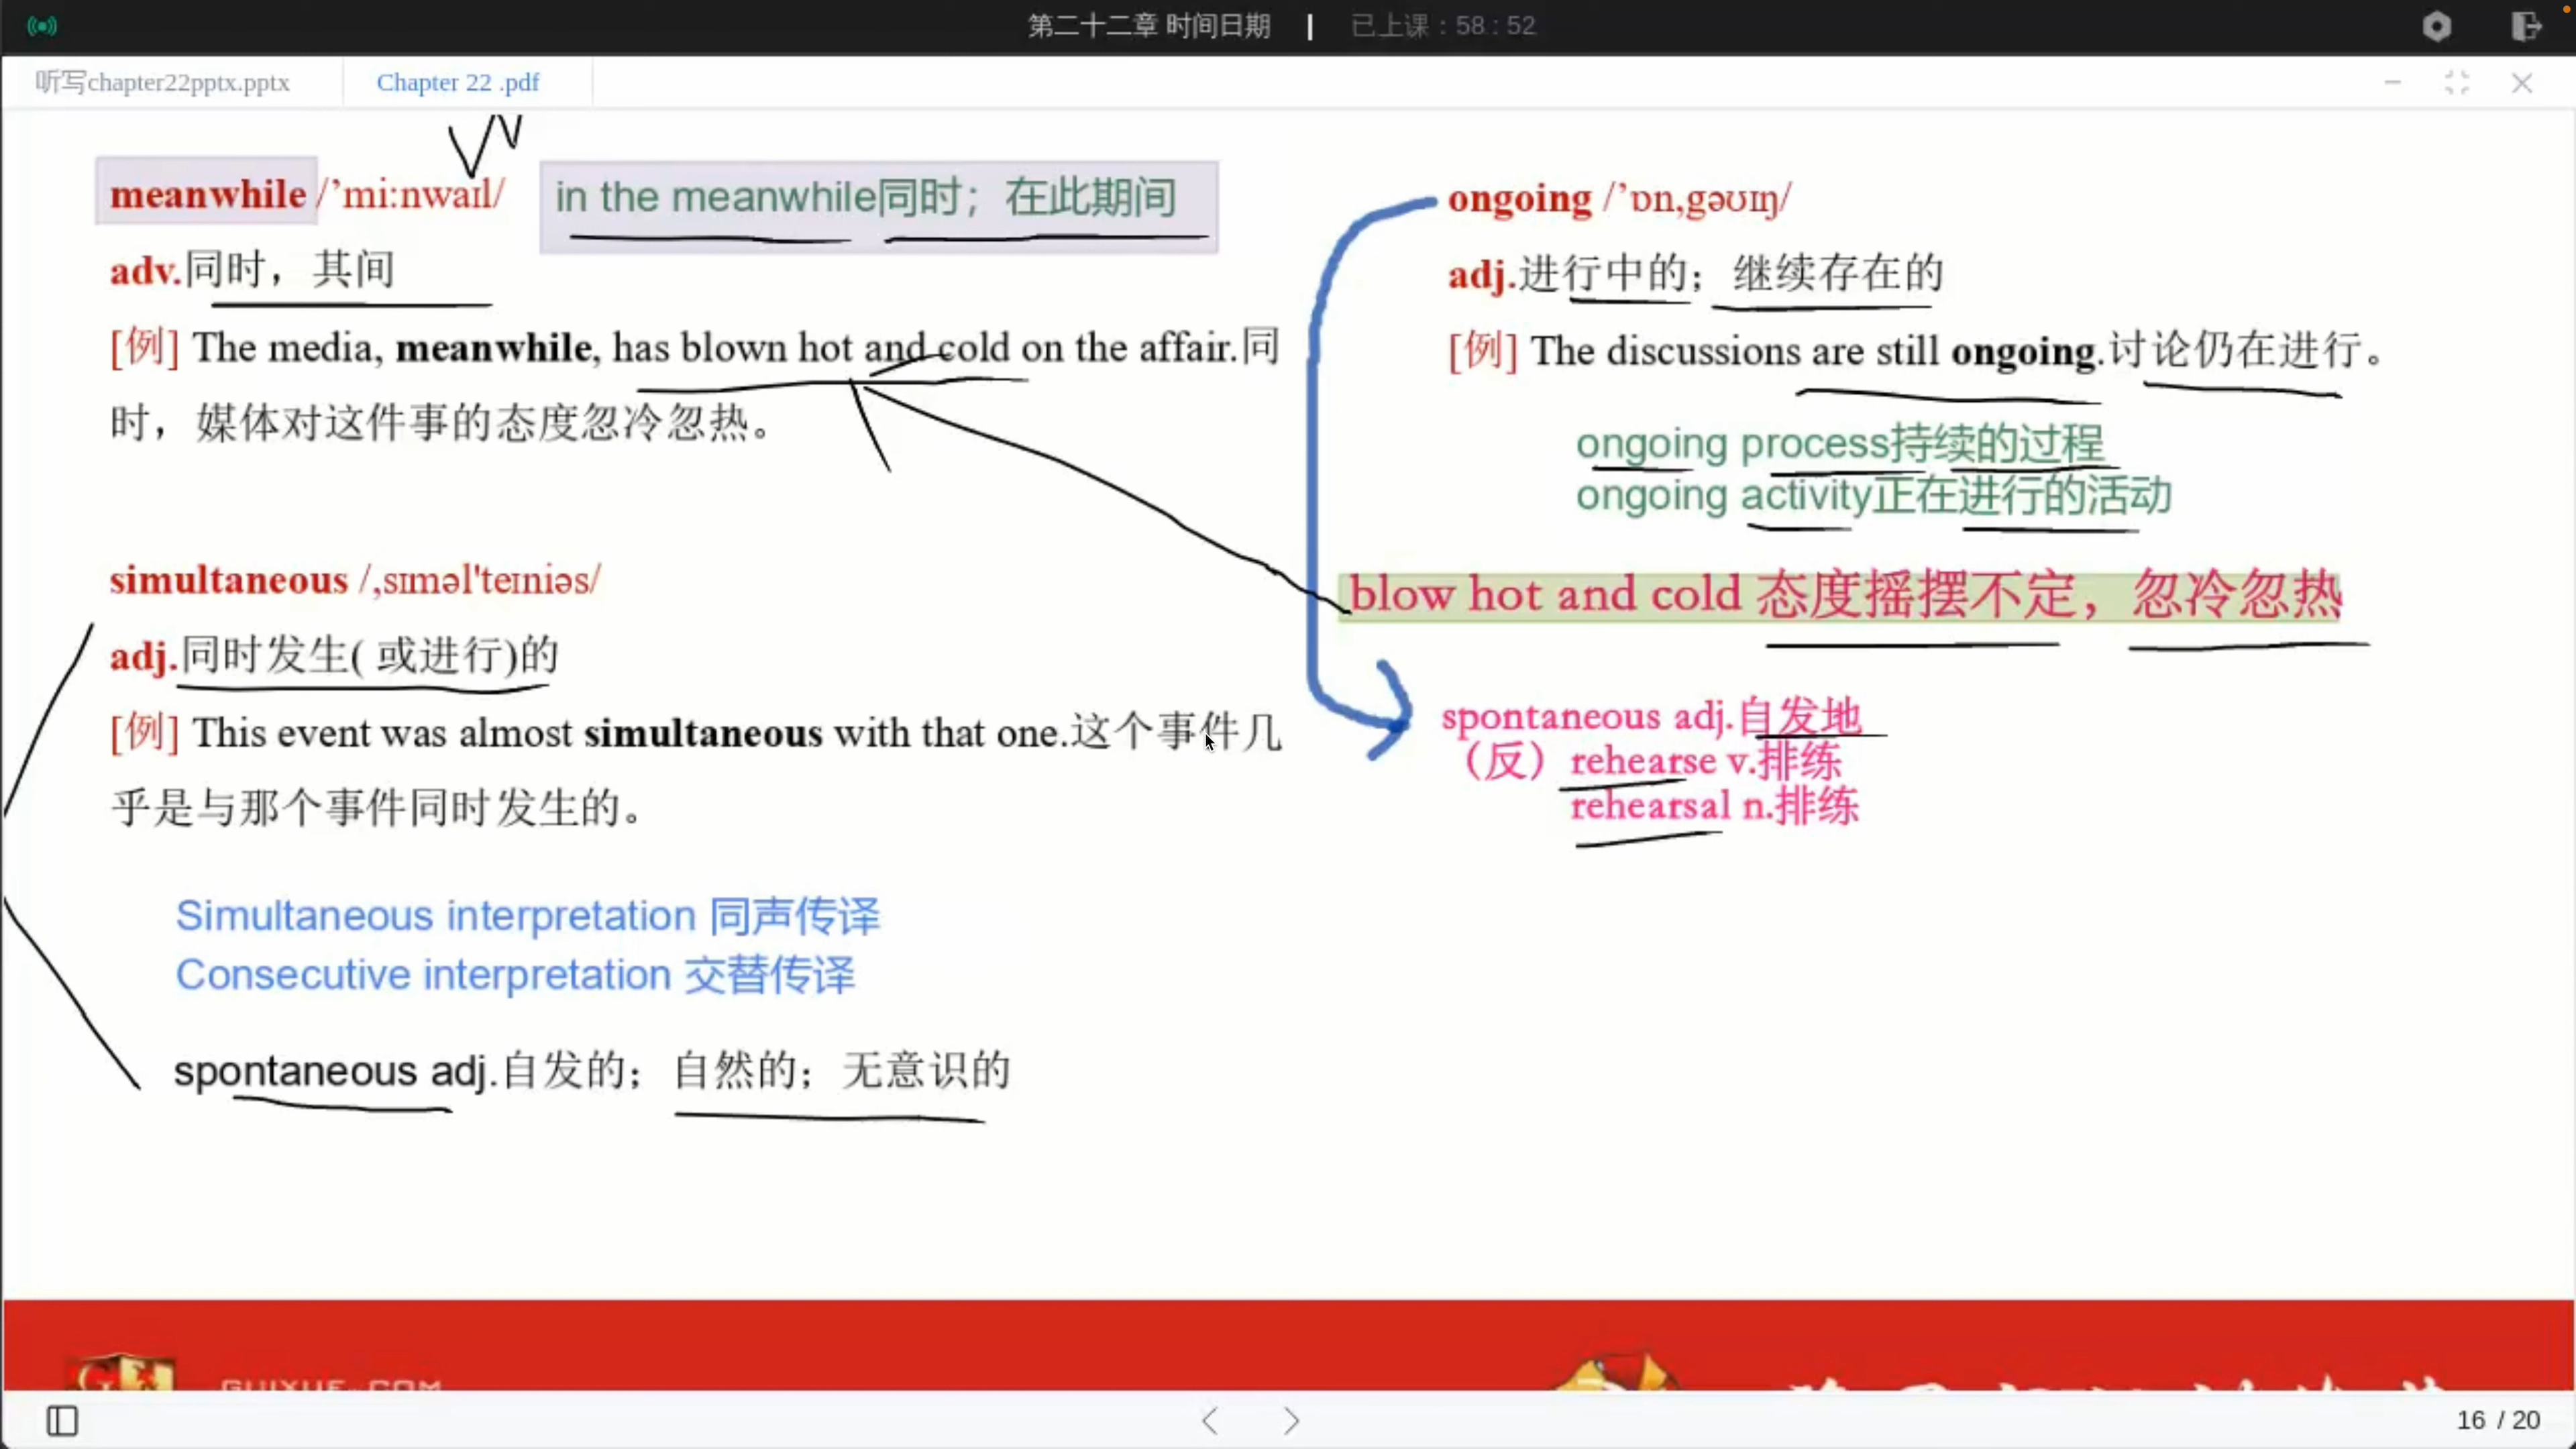 第二十二章 时间日期 | 已上课：58 : 52
听写chapter22pptx.pptx
Chapter 22 .pdf
meanwhile /’mi:nwaɪl/
in the meanwhile同时；在此期间
adv.同时，其间
[例] The media, meanwhile, has blown hot and cold on the affair.同
时，媒体对这件事的态度忽冷忽热。
simultaneous /,sɪməl'teɪniəs/
adj.同时发生( 或进行)的
[例] This event was almost simultaneous with that one.这个事件几
乎是与那个事件同时发生的。
Simultaneous interpretation 同声传译
Consecutive interpretation 交替传译
spontaneous adj.自发的；自然的；无意识的
ongoing /’ɒn,gəʊɪŋ/
adj.进行中的；继续存在的
[例] The discussions are still ongoing.讨论仍在进行。
ongoing process持续的过程
ongoing activity正在进行的活动
blow hot and cold 态度摇摆不定，忽冷忽热
spontaneous adj.自发地
（反）rehearse v.排练
rehearsal n.排练
GUIXUE.COM
16 / 20